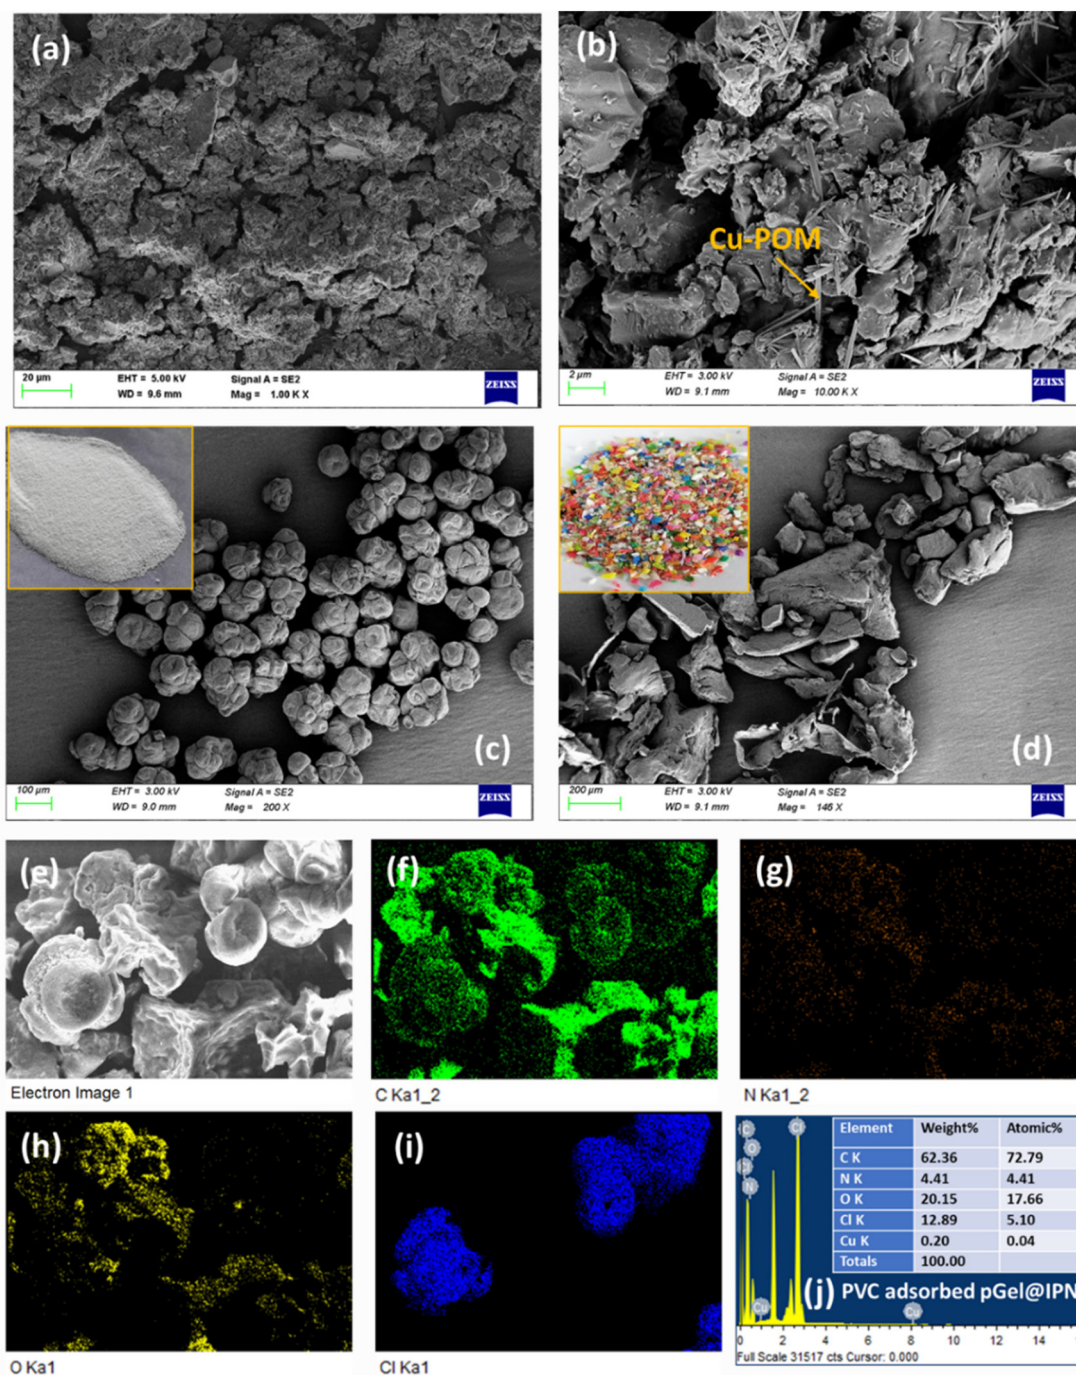 (a)
20 µm
EHT = 5.00 kV
Signal A = SE2
WD = 9.6 mm
Mag = 1.00 K X
ZEISS
(b)
Cu-POM
2 µm
EHT = 3.00 kV
Signal A = SE2
WD = 9.1 mm
Mag = 10.00 K X
ZEISS
(c)
100 µm
EHT = 3.00 kV
Signal A = SE2
WD = 9.0 mm
Mag = 200 X
ZEISS
(d)
200 µm
EHT = 3.00 kV
Signal A = SE2
WD = 9.1 mm
Mag = 146 X
ZEISS
(e)
Electron Image 1
(f)
C Ka1_2
(g)
N Ka1_2
(h)
O Ka1
(i)
Cl Ka1
C
O
Cl
N
Cl
Element Weight% Atomic%
C K 62.36 72.79
N K 4.41 4.41
O K 20.15 17.66
Cl K 12.89 5.10
Cu K 0.20 0.04
Totals 100.00
(j) PVC adsorbed pGel@IPN
Cu
Cu
0 2 4 6 8 10 12 14
Full Scale 31517 cts Cursor: 0.000